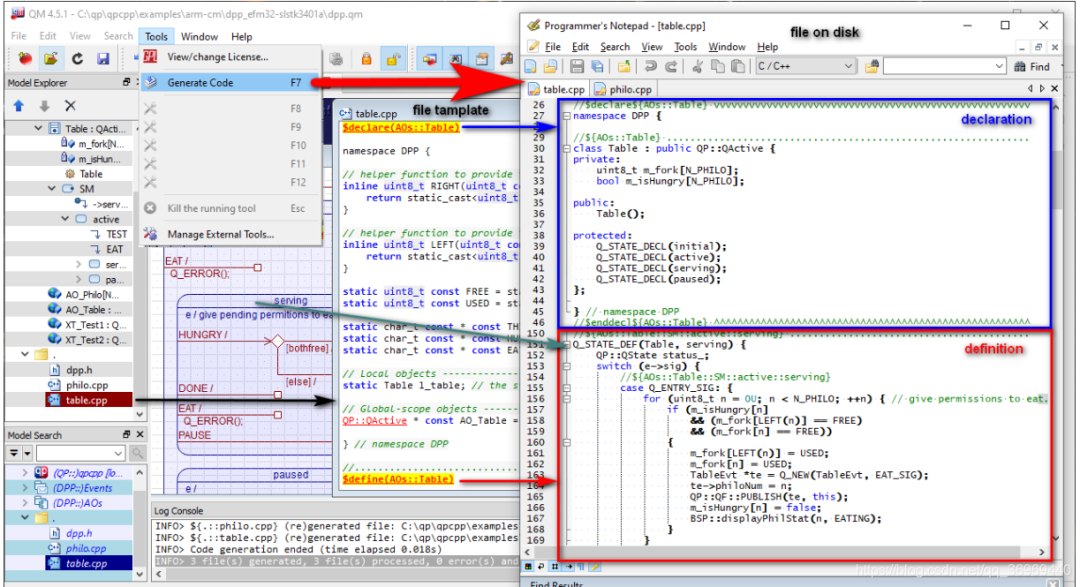 QM 4.5.1 - C:\qp\qpcpp\examples\arm-cm\dpp_efm32-slstk3401a\dpp.qm
File Edit View Search Tools Window Help
View/change License...
Generate Code F7
F8
F9
F10
F11
F12
Kill the running tool Esc
Manage External Tools...
Model Explorer
Table : QActi...
m_fork[N...
m_isHun...
Table
SM
->serv...
active
TEST
EAT
ser...
pa...
AO_Philo[N...
AO_Table : ...
XT_Test1 : Q...
XT_Test2 : Q...
.
dpp.h
philo.cpp
table.cpp
Model Search
(QP::)qpcpp [lo...
(DPP::)Events
(DPP::)AOs
.
dpp.h
philo.cpp
table.cpp
EAT /
Q_ERROR();
serving
e / give pending permitions to ea
HUNGRY /
[bothfree] /
[else] /
DONE /
EAT /
Q_ERROR();
PAUSE
paused
e /
table.cpp file tamplate
$declare(AOs::Table)
namespace DPP {
// helper function to provide
inline uint8_t RIGHT(uint8_t c
return static_cast<uint8_t
}
// helper function to provide
inline uint8_t LEFT(uint8_t co
return static_cast<uint8_t
}
static uint8_t const FREE = st
static uint8_t const USED = st
static char_t const * const TH
static char_t const * const HU
static char_t const * const EA
// Local objects -----------
static Table l_table; // the s
// Global-scope objects ------
QP::QActive * const AO_Table =
} // namespace DPP
//............................
$define(AOs::Table)
Log Console
INFO> ${.::philo.cpp} (re)generated file: C:\qp\qpcpp\examples
INFO> ${.::table.cpp} (re)generated file: C:\qp\qpcpp\examples
INFO> Code generation ended (time elapsed 0.018s)
INFO> 3 file(s) generated, 3 file(s) processed, 0 error(s) and
Programmer's Notepad - [table.cpp]
file on disk
File Edit Search View Tools Window Help
C / C++
Find
table.cpp philo.cpp
declaration
26 //$declare${AOs::Table} vvvvvvvvvvvvvvvvvvvvvvvvvvvvvvvvvvvvvvvvvvvvvvvvv
27 namespace DPP {
28
29 //${AOs::Table} .....................................................
30 class Table : public QP::QActive {
31 private:
32 uint8_t m_fork[N_PHILO];
33 bool m_isHungry[N_PHILO];
34
35 public:
36 Table();
37
38 protected:
39 Q_STATE_DECL(initial);
40 Q_STATE_DECL(active);
41 Q_STATE_DECL(serving);
42 Q_STATE_DECL(paused);
43 };
44
45 } // namespace DPP
46 //$enddecl${AOs::Table} ^^^^^^^^^^^^^^^^^^^^^^^^^^^^^^^^^^^^^^^^^^^^^^^^^
definition
150 //${AOs::Table::SM::active::serving} ..............................
151 Q_STATE_DEF(Table, serving) {
152 QP::QState status_;
153 switch (e->sig) {
154 //${AOs::Table::SM::active::serving}
155 case Q_ENTRY_SIG: {
156 for (uint8_t n = 0U; n < N_PHILO; ++n) { // give permissions to eat.
157 if (m_isHungry[n]
158 && (m_fork[LEFT(n)] == FREE)
159 && (m_fork[n] == FREE))
160 {
161 m_fork[LEFT(n)] = USED;
162 m_fork[n] = USED;
163 TableEvt *te = Q_NEW(TableEvt, EAT_SIG);
164 te->philoNum = n;
165 QP::QF::PUBLISH(te, this);
166 m_isHungry[n] = false;
167 BSP::displayPhilStat(n, EATING);
168 }
169 }
Find Results